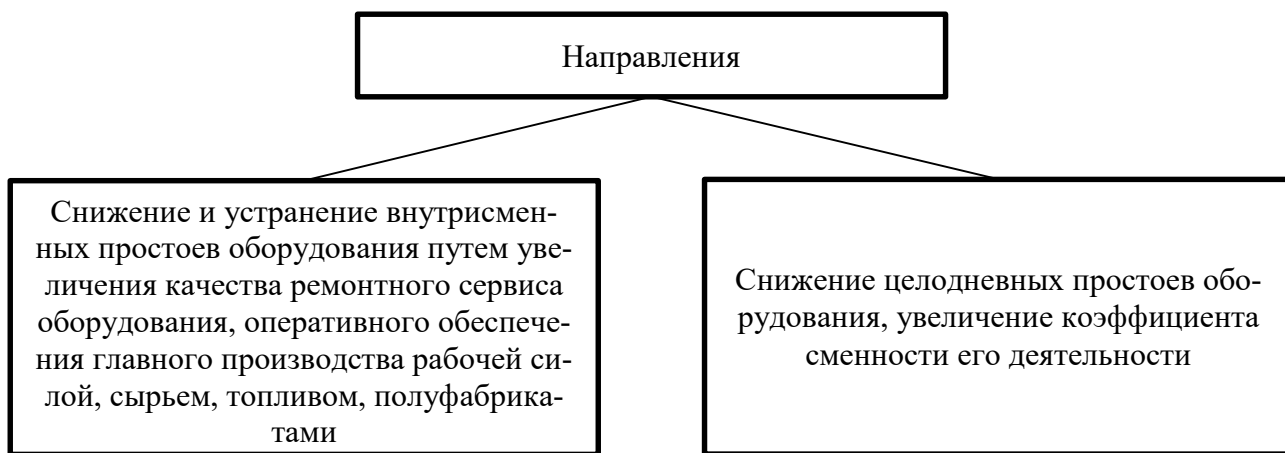 Направления
Снижение и устранение внутрисмен-
ных простоев оборудования путем уве-
личения качества ремонтного сервиса
оборудования, оперативного обеспече-
ния главного производства рабочей си-
лой, сырьем, топливом, полуфабрика-
тами
Снижение целодневных простоев обо-
рудования, увеличение коэффициента
сменности его деятельности